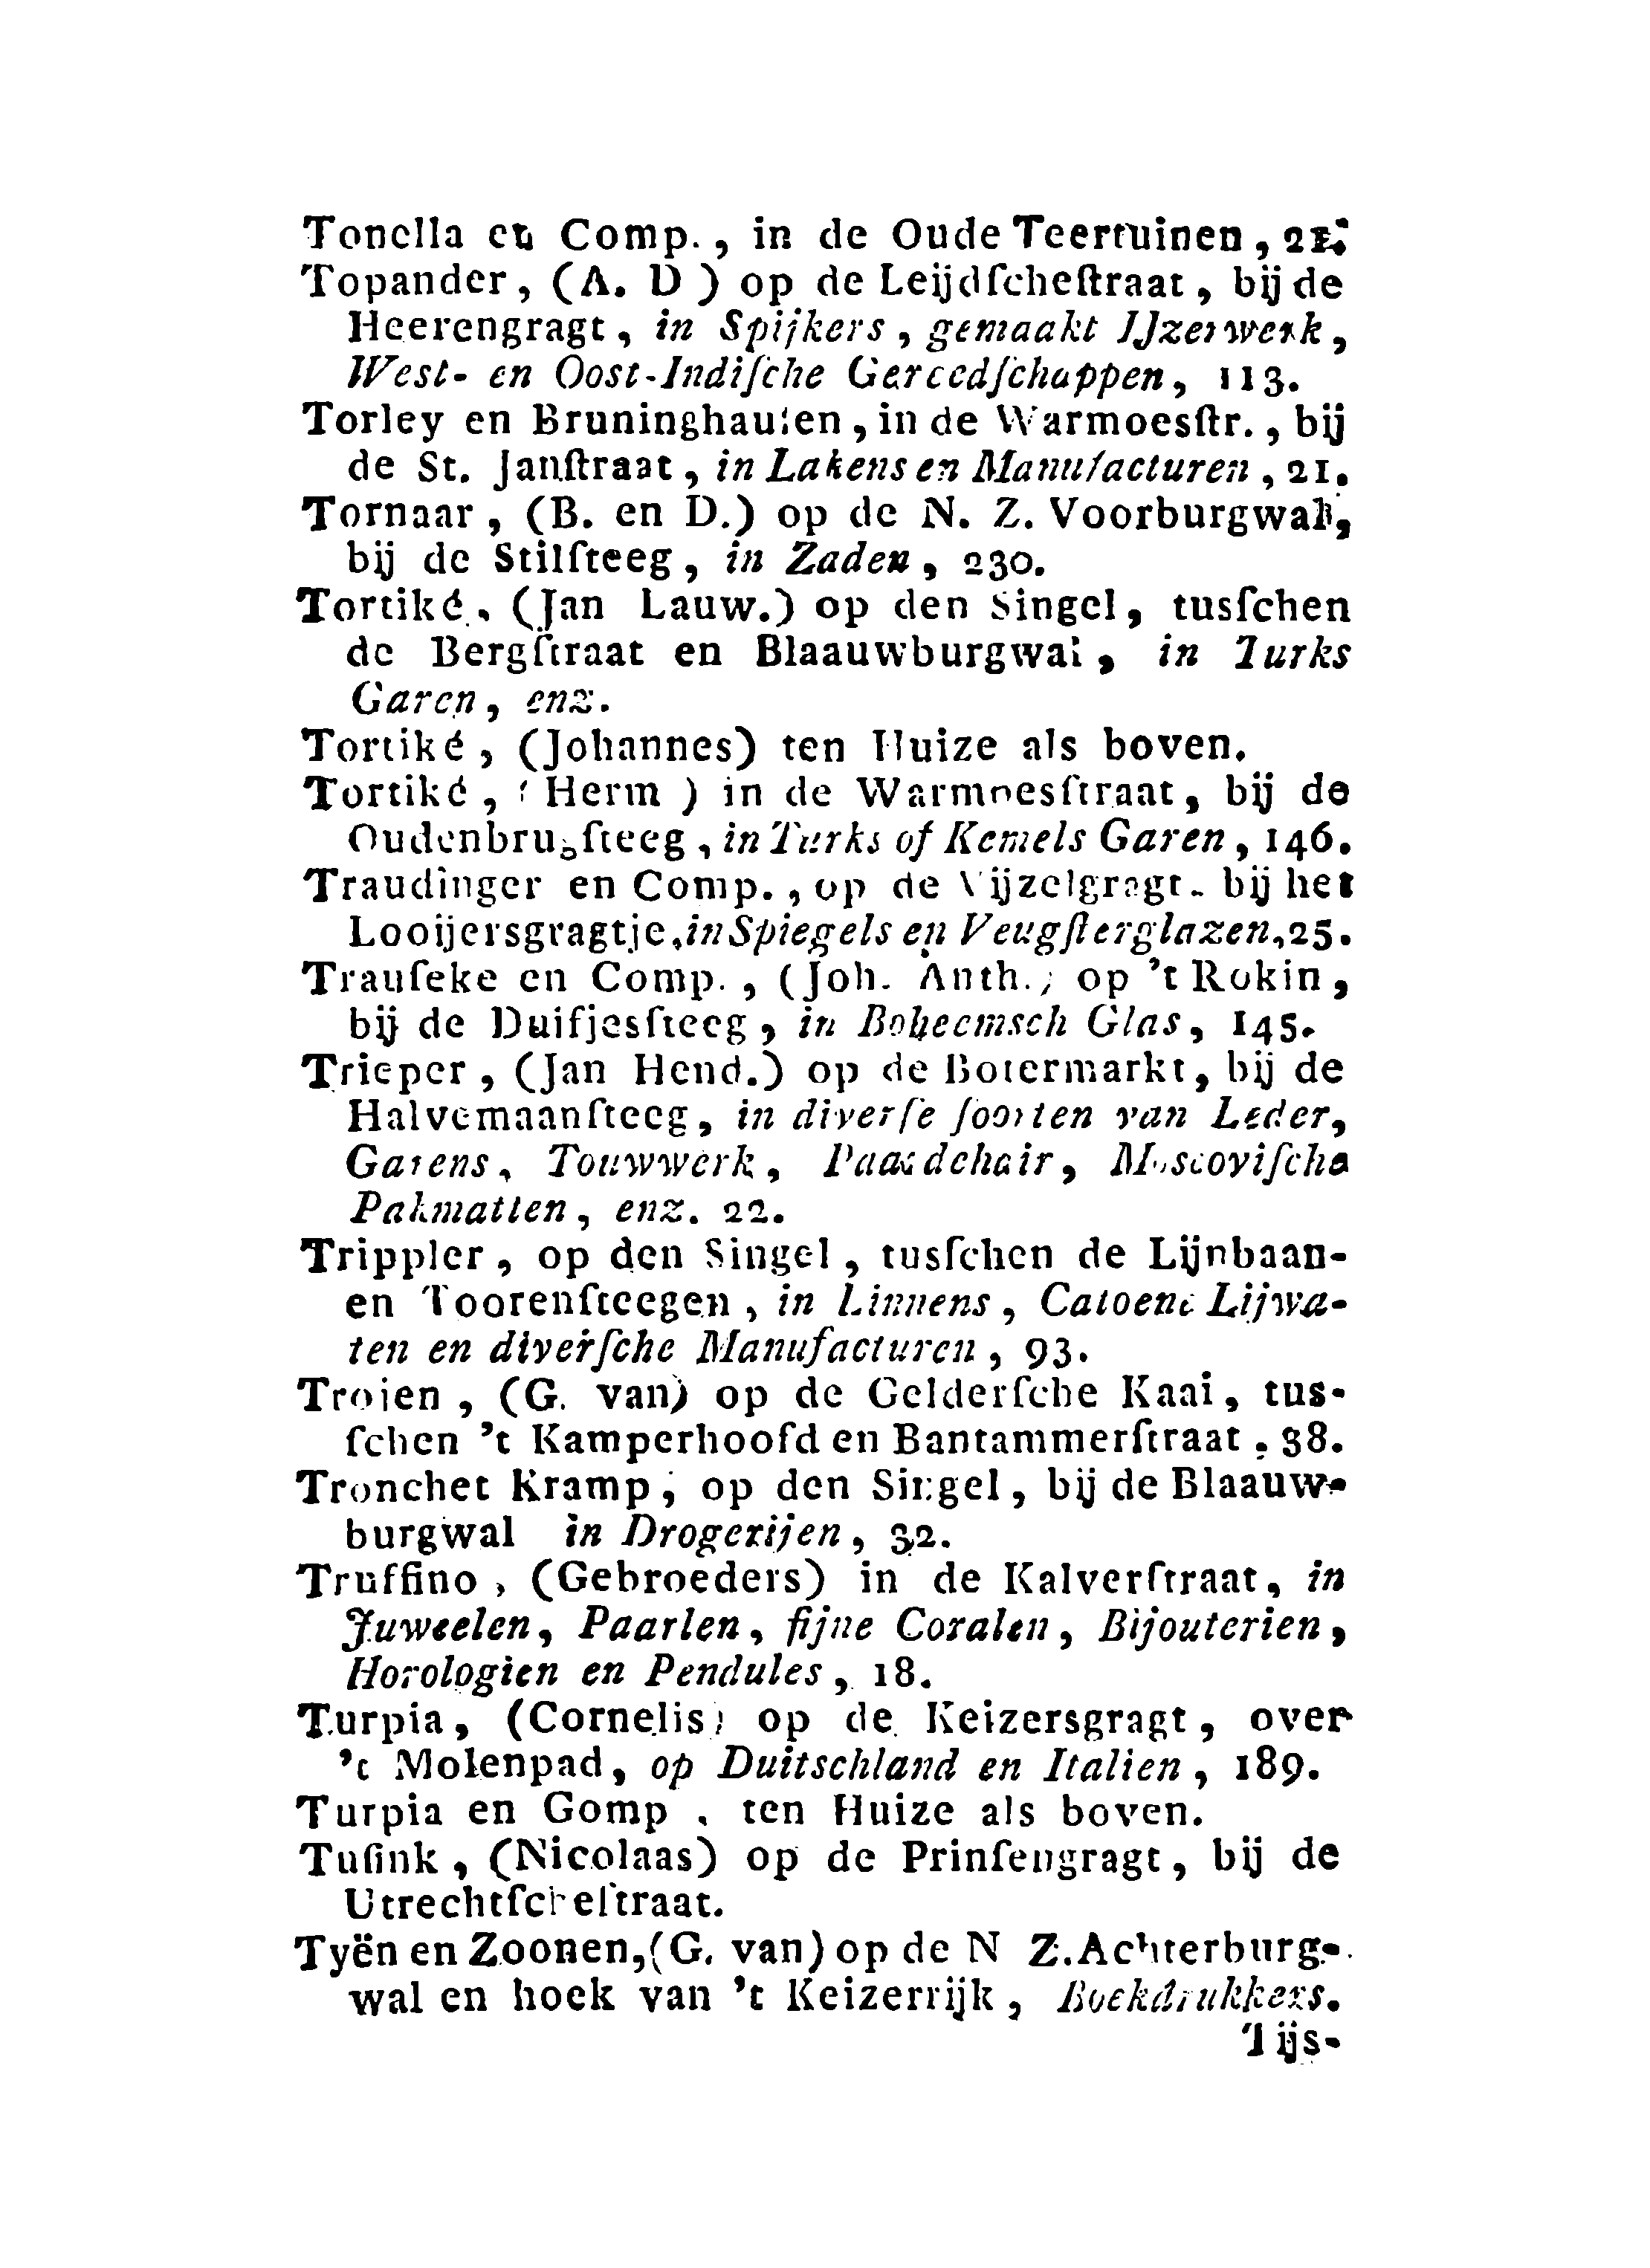 Tonella en Comp., in de Oude Teertuinen, 21.
Topander, (A. D) op de Leijdſcheſtraat, bij de
Heerengragt, in Spijkers, gemaakt IJzerwerk,
West- en Oost-Indiſche Gereedſchappen, 113.
Torley en Bruninghauſen, in de Warmoesſtr., bij
de St. Janſtraat, in Lakens en Manufacturen, 21.
Tornaar, (B. en D.) op de N. Z. Voorburgwal,
bij de Stilſteeg, in Zaden, 230.
Tortiké, (Jan Lauw.) op den Singel, tusſchen
de Bergſtraat en Blaauwburgwal, in Turks
Garen, enz.
Tortiké, (Johannes) ten Huize als boven.
Tortiké, (Herm) in de Warmoesſtraat, bij de
Oudenbrugſteeg, in Turks of Kemels Garen, 146.
Traudinger en Comp., op de Vijzelgragt. bij het
Looijersgragtje, in Spiegels en Veugſterglazen, 25.
Trauſeke en Comp., (Joh. Anth.) op 't Rokin,
bij de Duifjesſteeg, in Boheemsch Glas, 145.
Trieper, (Jan Hend.) op de Botermarkt, bij de
Halvemaanſteeg, in diverſe ſoorten van Leder,
Garens, Touwwerk, Paardehair, Moscoviſche
Pakmatten, enz. 22.
Trippler, op den Singel, tusſchen de Lijnbaan-
en Toorenſteegen, in Linnens, Catoene Lijwa-
ten en diverſche Manufacturen, 93.
Troien, (G. van) op de Gelderſche Kaai, tus-
ſchen 't Kamperhoofd en Bantammerſtraat, 38.
Tronchet Kramp, op den Singel, bij de Blaauw-
burgwal in Drogerijen, 32.
Truffino, (Gebroeders) in de Kalverſtraat, in
Juweelen, Paarlen, fijne Coralen, Bijouterien,
Horologien en Pendules, 18.
Turpia, (Cornelis) op de Keizersgragt, over
't Molenpad, op Duitschland en Italien, 189.
Turpia en Gomp. ten Huize als boven.
Tuſink, (Nicolaas) op de Prinſengragt, bij de
Utrechtſcheſtraat.
Tyën en Zoonen, (G. van) op de N Z. Achterburg-
wal en hoek van 't Keizerrijk, Boekdrukkers.
Tijs-